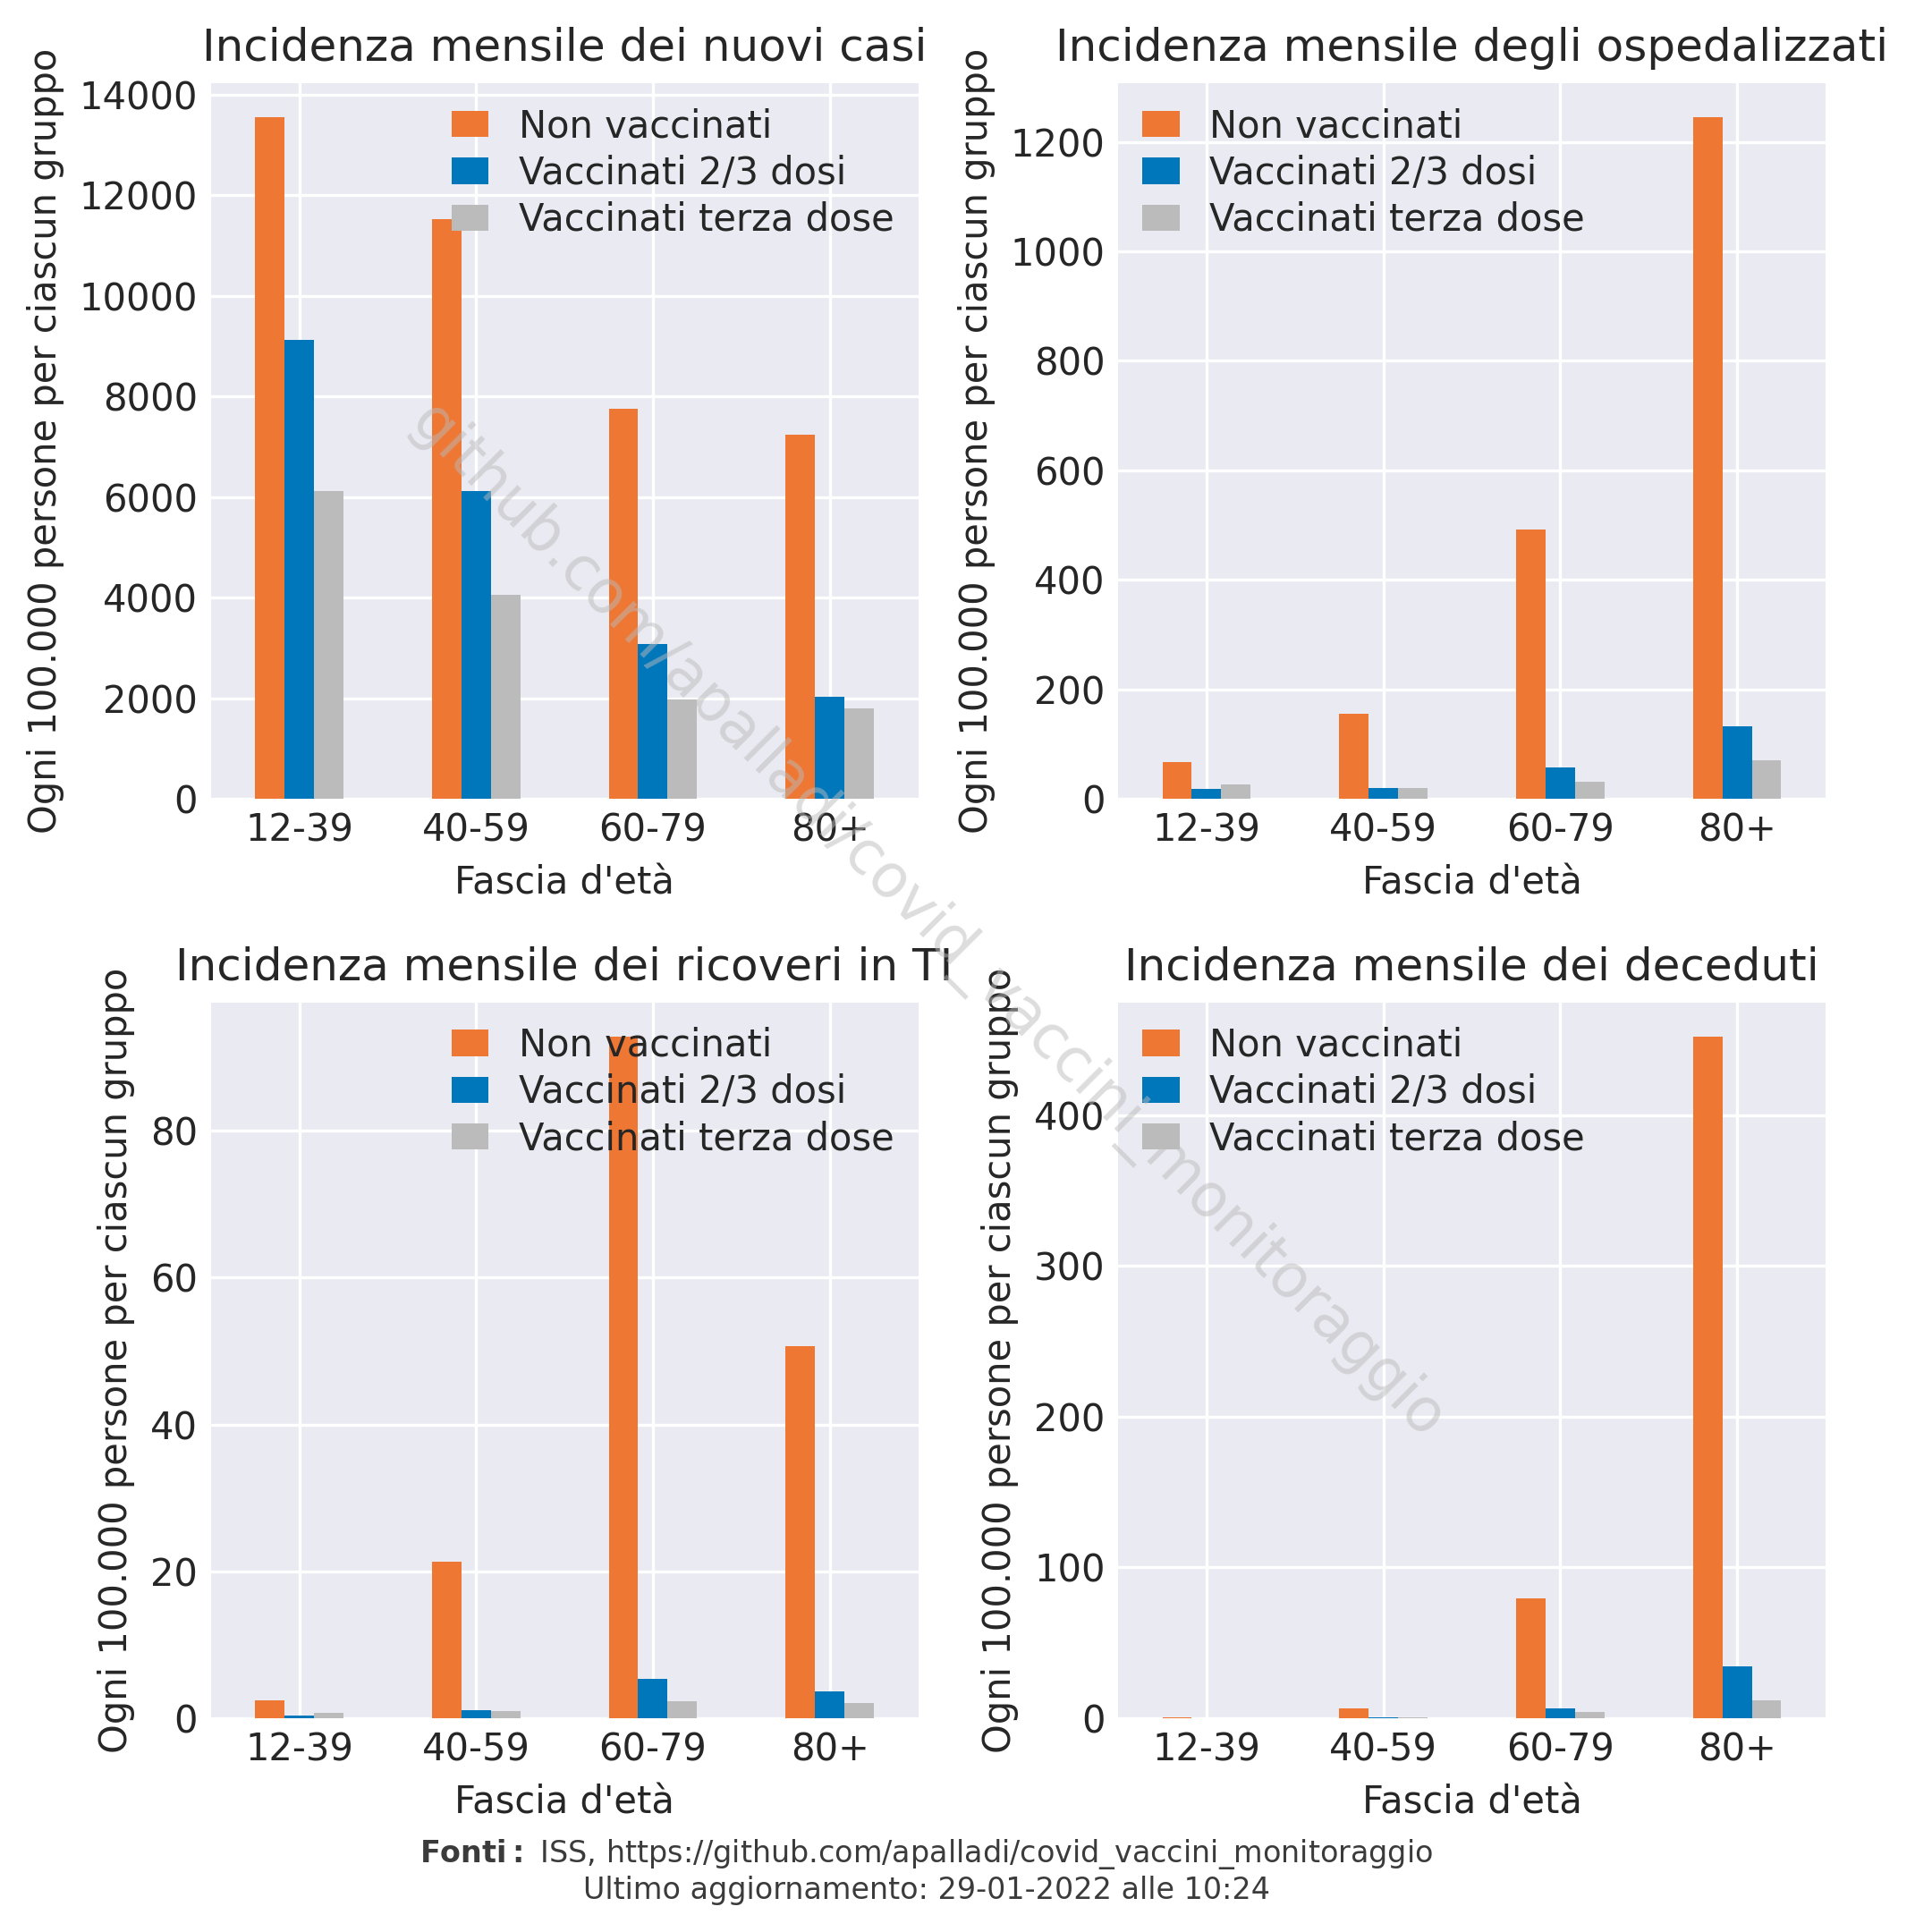 Incidenza mensile dei nuovi casi
Ogni 100.000 persone per ciascun gruppo
14000
12000
10000
8000
6000
4000
2000
0
Non vaccinati
Vaccinati 2/3 dosi
Vaccinati terza dose
12-39 40-59 60-79 80+
Fascia d'età
Incidenza mensile degli ospedalizzati
Ogni 100.000 persone per ciascun gruppo
1200
1000
800
600
400
200
0
Non vaccinati
Vaccinati 2/3 dosi
Vaccinati terza dose
12-39 40-59 60-79 80+
Fascia d'età
Incidenza mensile dei ricoveri in TI
Ogni 100.000 persone per ciascun gruppo
80
60
40
20
0
Non vaccinati
Vaccinati 2/3 dosi
Vaccinati terza dose
12-39 40-59 60-79 80+
Fascia d'età
Incidenza mensile dei deceduti
Ogni 100.000 persone per ciascun gruppo
400
300
200
100
0
Non vaccinati
Vaccinati 2/3 dosi
Vaccinati terza dose
12-39 40-59 60-79 80+
Fascia d'età
github.com/apalladi/covid_vaccini_monitoraggio
Fonti: ISS, https://github.com/apalladi/covid_vaccini_monitoraggio
Ultimo aggiornamento: 29-01-2022 alle 10:24